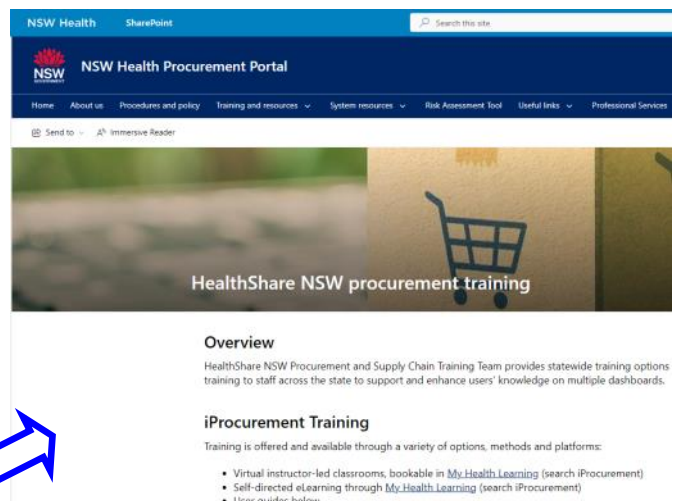 NSW Health SharePoint Search this site
NSW GOVERNMENT
NSW Health Procurement Portal
Home About us Procedures and policy Training and resources System resources Risk Assessment Tool Useful links Professional Services
Send to Immersive Reader
HealthShare NSW procurement training
Overview
HealthShare NSW Procurement and Supply Chain Training Team provides statewide training options
training to staff across the state to support and enhance users' knowledge on multiple dashboards.
iProcurement Training
Training is offered and available through a variety of options, methods and platforms:
• Virtual instructor-led classrooms, bookable in My Health Learning (search iProcurement)
• Self-directed eLearning through My Health Learning (search iProcurement)
• User guides below